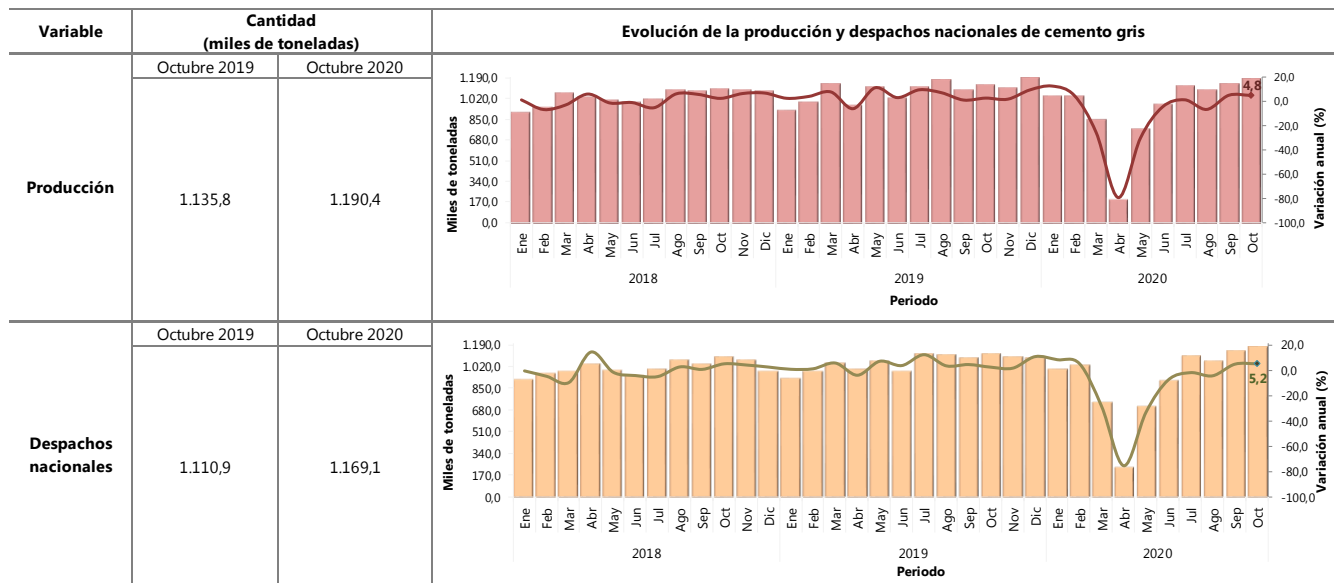 Variable
Cantidad
(miles de toneladas)
Evolución de la producción y despachos nacionales de cemento gris
Producción
Octubre 2019
Octubre 2020
1.135,8
1.190,4
Miles de toneladas
1.190,0
1.020,0
850,0
680,0
510,0
340,0
170,0
0,0
4,8
20,0
0,0
-20,0
-40,0
-60,0
-80,0
-100,0
Variación anual (%)
Ene Feb Mar Abr May Jun Jul Ago Sep Oct Nov Dic Ene Feb Mar Abr May Jun Jul Ago Sep Oct Nov Dic Ene Feb Mar Abr May Jun Jul Ago Sep Oct
2018 2019 2020
Periodo
Despachos
nacionales
Octubre 2019
Octubre 2020
1.110,9
1.169,1
Miles de toneladas
1.190,0
1.020,0
850,0
680,0
510,0
340,0
170,0
0,0
5,2
20,0
0,0
-20,0
-40,0
-60,0
-80,0
-100,0
Variación anual (%)
Ene Feb Mar Abr May Jun Jul Ago Sep Oct Nov Dic Ene Feb Mar Abr May Jun Jul Ago Sep Oct Nov Dic Ene Feb Mar Abr May Jun Jul Ago Sep Oct
2018 2019 2020
Periodo